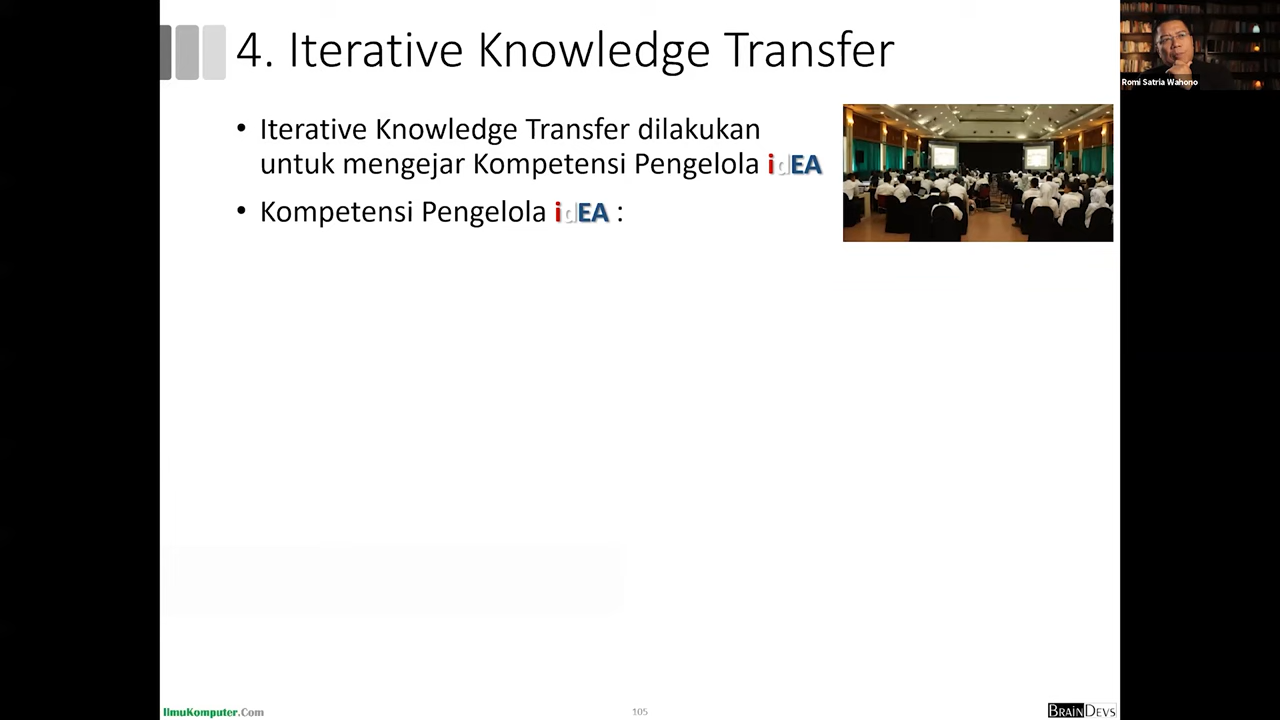 4. Iterative Knowledge Transfer
Romi Satria Wahono
• Iterative Knowledge Transfer dilakukan
untuk mengejar Kompetensi Pengelola idEA
• Kompetensi Pengelola idEA :
IlmuKomputer.Com
105
BRAINDEVS